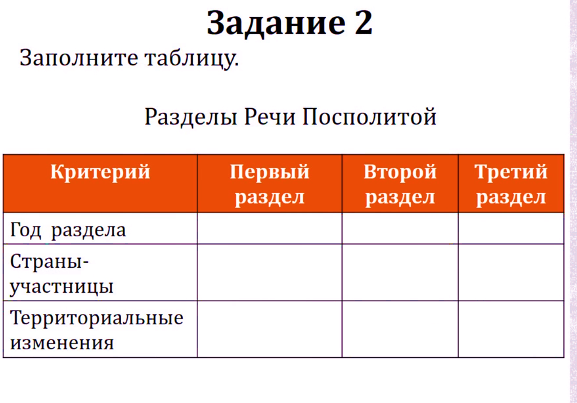 Задание 2
Заполните таблицу.
Разделы Речи Посполитой
Критерий Первый раздел Второй раздел Третий раздел
Год раздела
Страны-
участницы
Территориальные
изменения